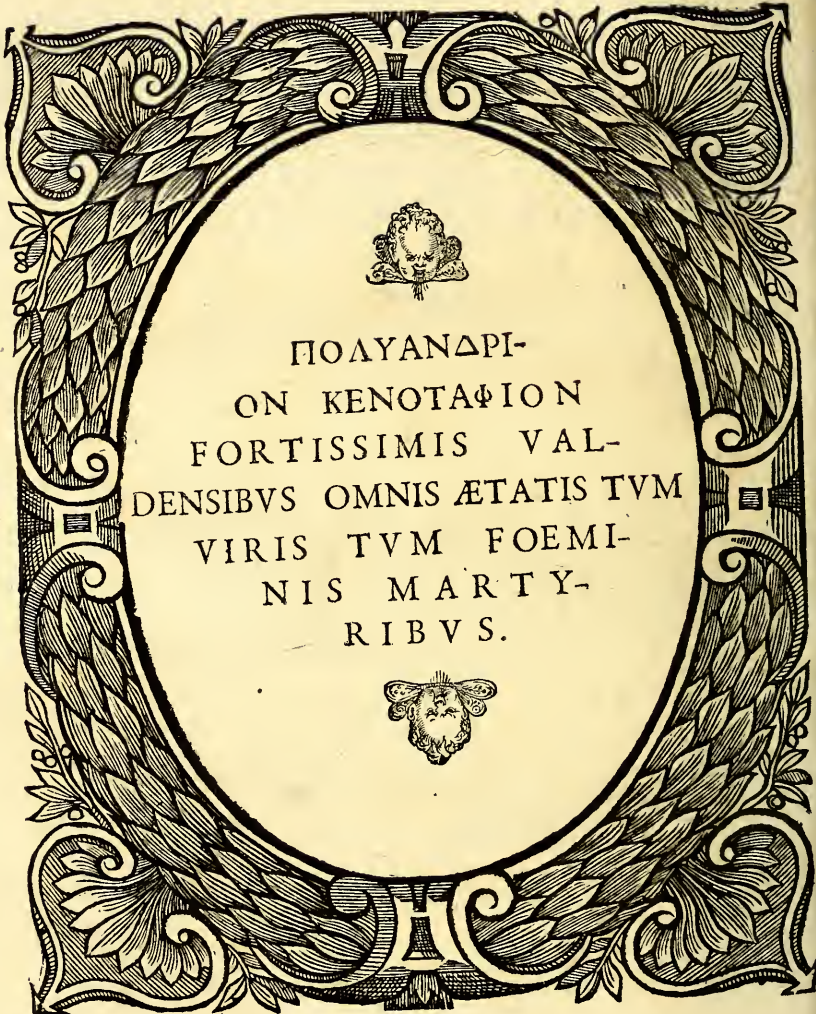 ΠΟΛΥΑΝΔΡΙ-
ΟΝ ΚΕΝΟΤΑΦΙΟΝ
FORTISSIMIS VAL-
DENSIBVS OMNIS ÆTATIS TVM
VIRIS TVM FOEMI-
NIS MARTY-
RIBVS.